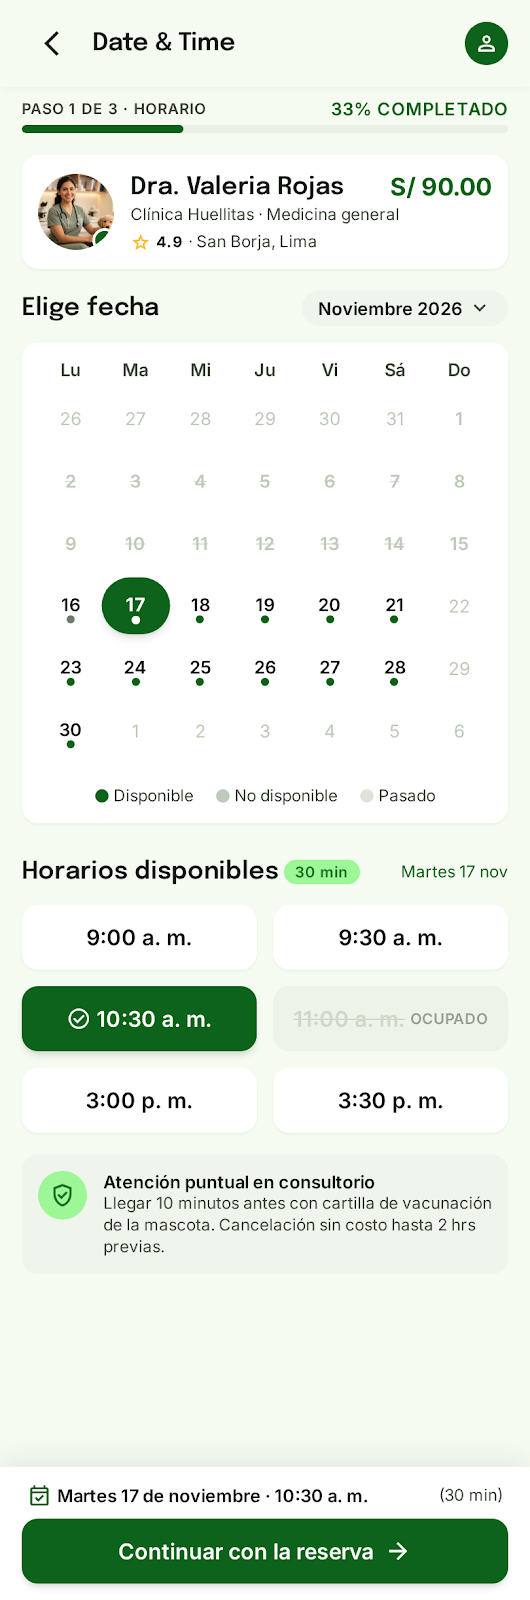 Date & Time
PASO 1 DE 3 · HORARIO 33% COMPLETADO
Dra. Valeria Rojas S/ 90.00
Clínica Huellitas · Medicina general
4.9 · San Borja, Lima
Elige fecha Noviembre 2026
Lu Ma Mi Ju Vi Sá Do
26 27 28 29 30 31 1
2 3 4 5 6 7 8
9 10 11 12 13 14 15
16 17 18 19 20 21 22
23 24 25 26 27 28 29
30 1 2 3 4 5 6
Disponible No disponible Pasado
Horarios disponibles 30 min Martes 17 nov
9:00 a. m. 9:30 a. m.
10:30 a. m. 11:00 a. m. OCUPADO
3:00 p. m. 3:30 p. m.
Atención puntual en consultorio
Llegar 10 minutos antes con cartilla de vacunación
de la mascota. Cancelación sin costo hasta 2 hrs
previas.
Martes 17 de noviembre · 10:30 a. m. (30 min)
Continuar con la reserva